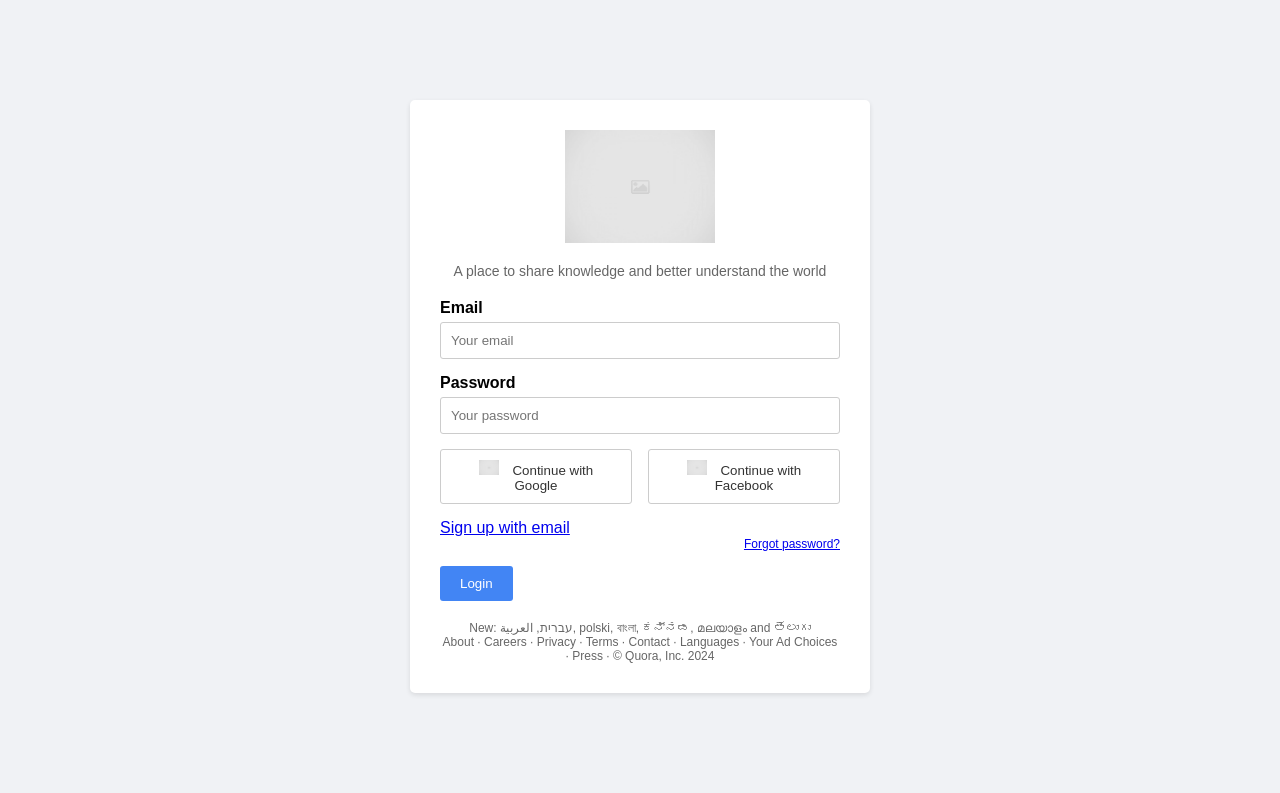 A place to share knowledge and better understand the world
Email
Your email
Password
Your password
Continue with
Google
Continue with
Facebook
Sign up with email
Forgot password?
Login
New: עברית, العربية, polski, বাংলা, ಕನ್ನಡ, മലയാളം and తెలుగు
About · Careers · Privacy · Terms · Contact · Languages · Your Ad Choices
· Press · © Quora, Inc. 2024